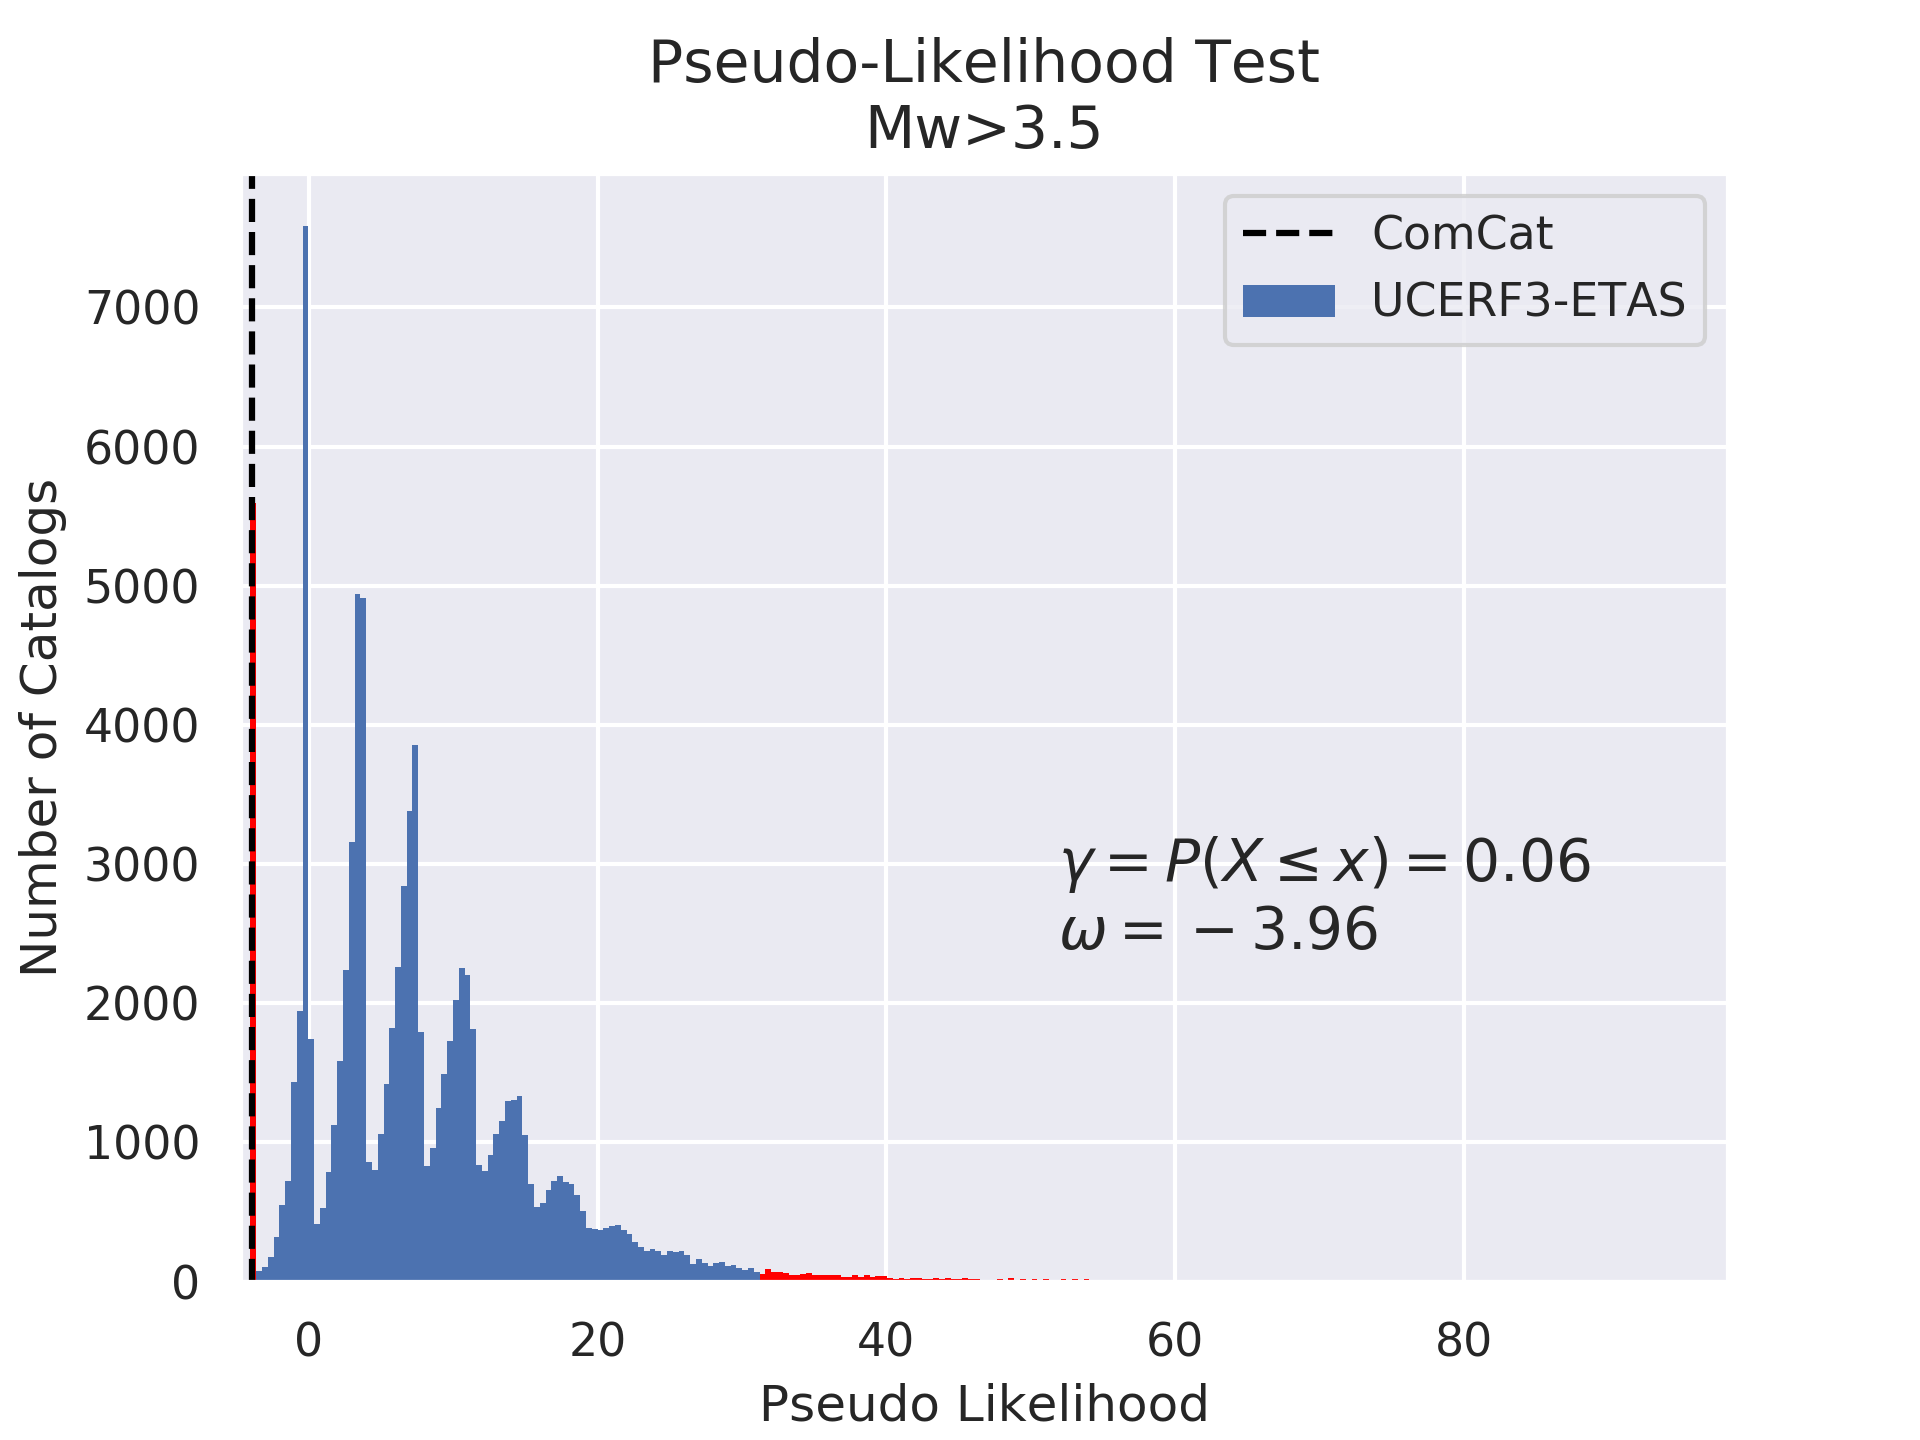 Pseudo-Likelihood Test
Mw>3.5
ComCat
UCERF3-ETAS
7000
6000
5000
4000
3000
2000
1000
0
Number of Catalogs
γ = P(X ≤ x) = 0.06
ω = − 3.96
0 20 40 60 80
Pseudo Likelihood